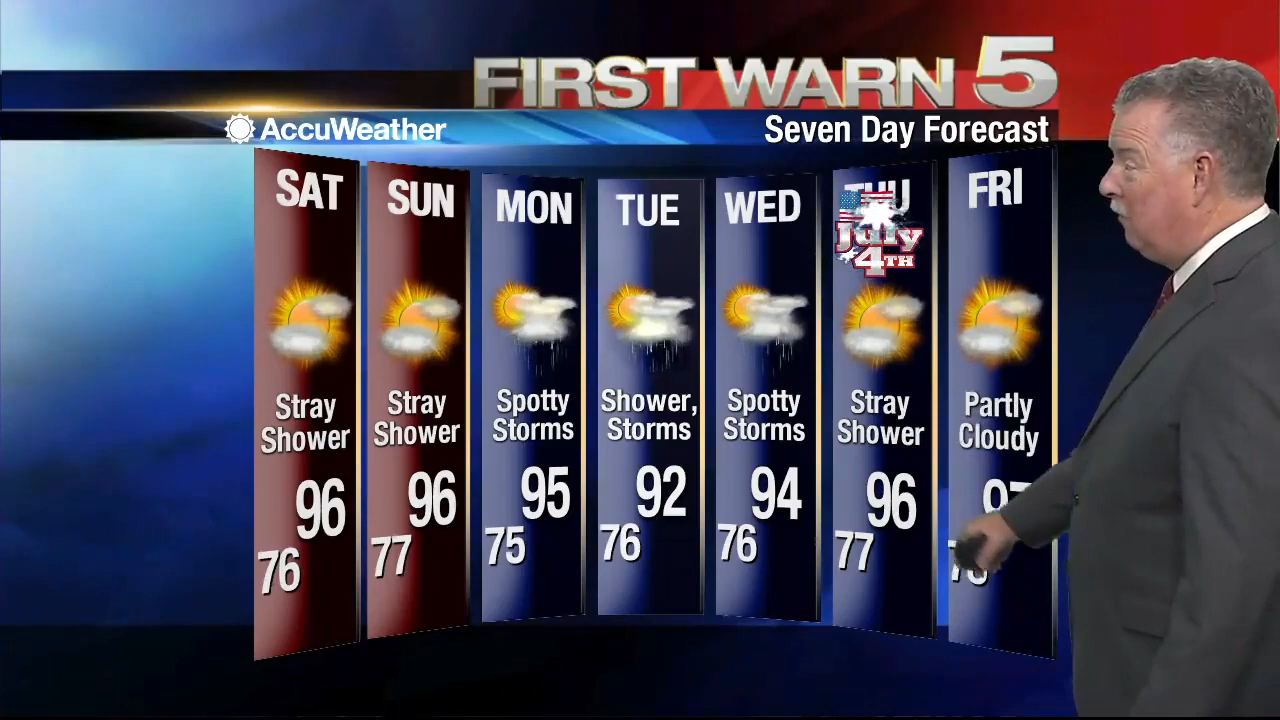 FIRST WARN 5
AccuWeather
Seven Day Forecast
SAT
SUN
MON
TUE
WED
THU
FRI
July
4TH
Stray
Shower
Stray
Shower
Spotty
Storms
Shower,
Storms
Spotty
Storms
Stray
Shower
Partly
Cloudy
96
96
95
92
94
96
76
77
75
76
76
77